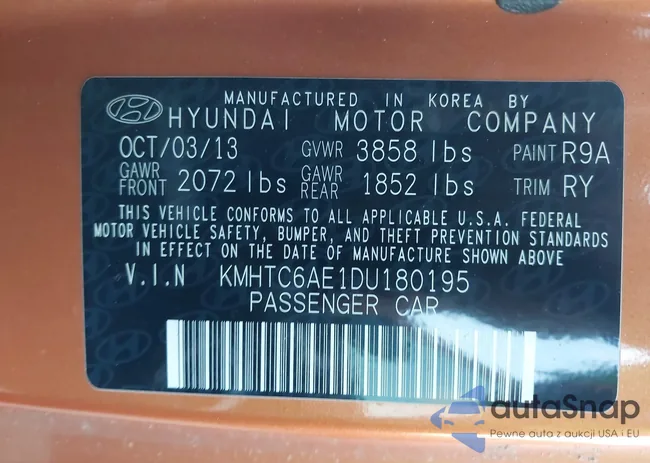 MANUFACTURED IN KOREA BY
HYUNDAI MOTOR COMPANY
OCT/03/13 GVWR 3858 lbs PAINT R9A
GAWR FRONT 2072 lbs GAWR REAR 1852 lbs TRIM RY
THIS VEHICLE CONFORMS TO ALL APPLICABLE U.S.A. FEDERAL
MOTOR VEHICLE SAFETY, BUMPER, AND THEFT PREVENTION STANDARDS
IN EFFECT ON THE DATE OF MANUFACTURE SHOWN ABOVE
V.I.N KMHTC6AE1DU180195
PASSENGER CAR
autoSnap
Pewne auta z aukcji USA i EU